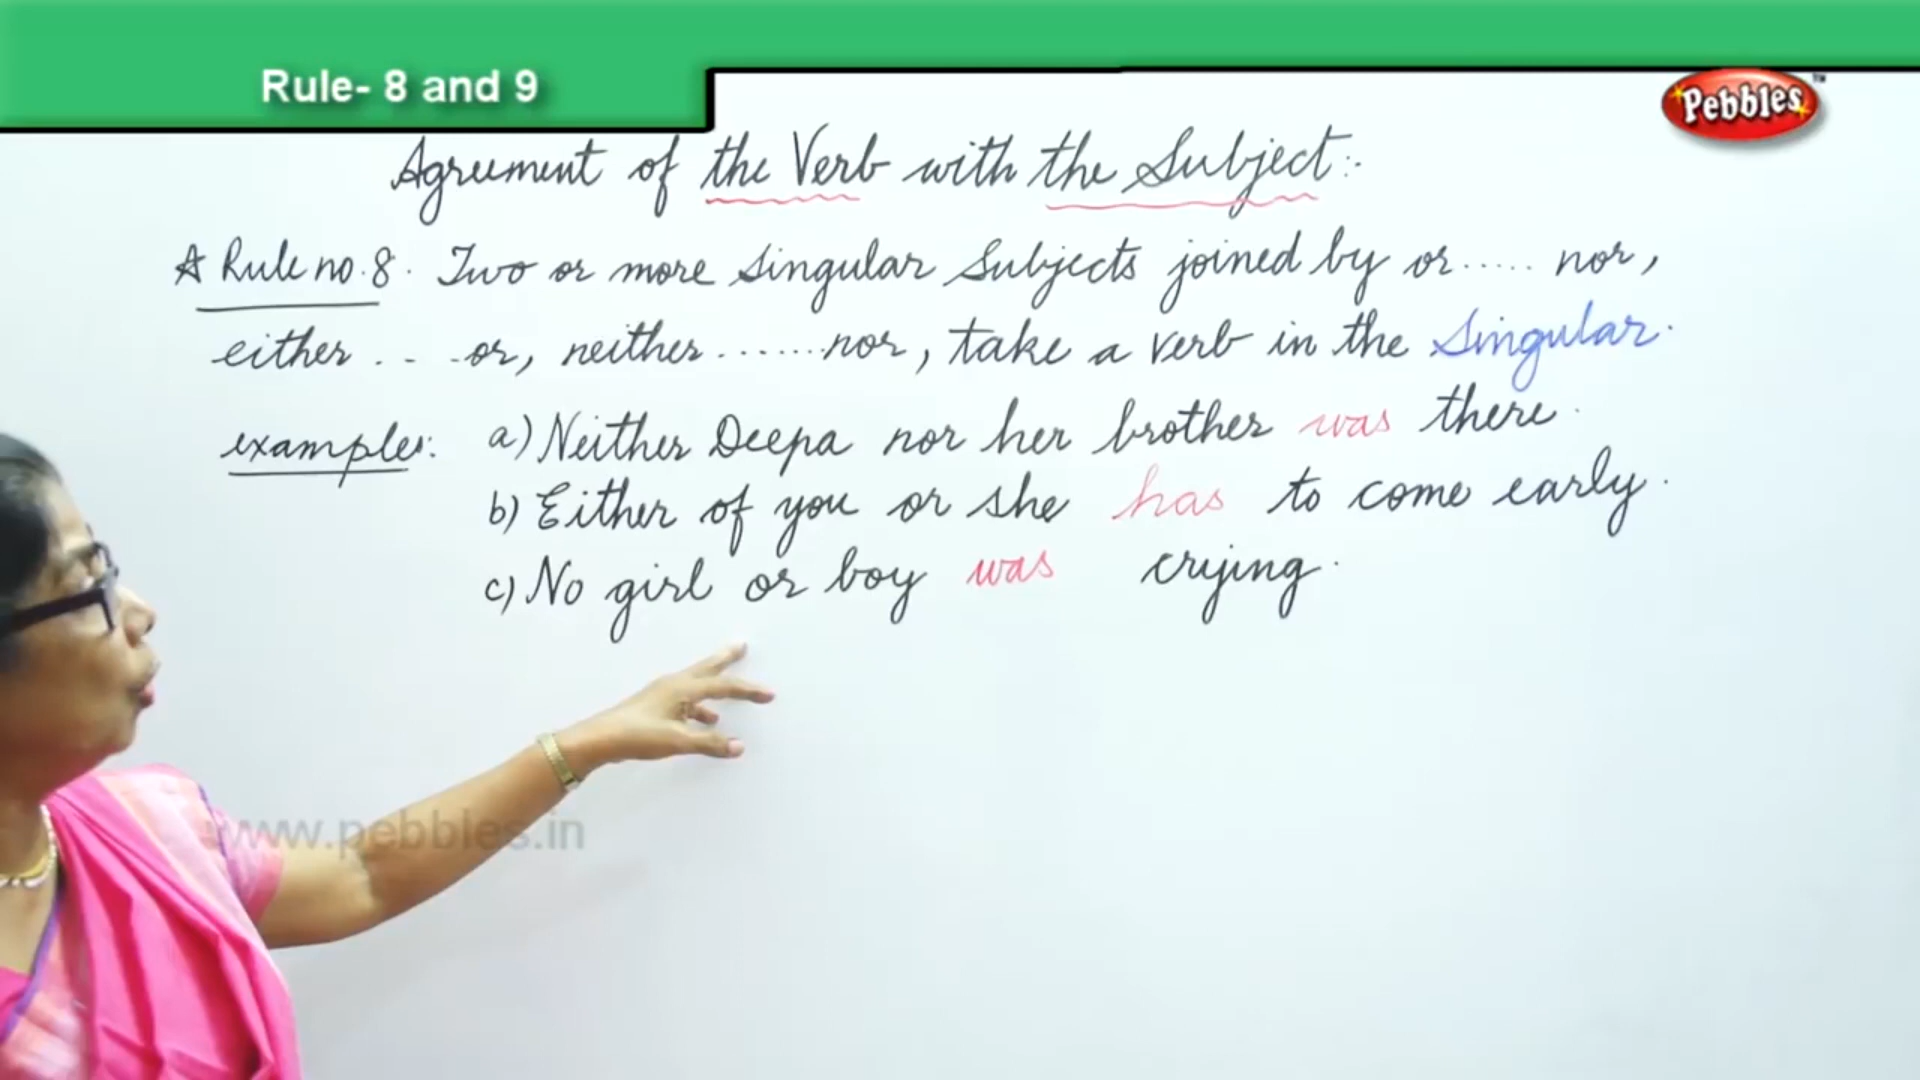 Rule- 8 and 9
Pebbles TM
Agreement of the Verb with the Subject:
A Rule no. 8. Two or more Singular Subjects joined by or ..... nor,
either .. . or, neither ...... nor, take a verb in the Singular.
examples: a) Neither Deepa nor her brother was there.
b) Either of you or she has to come early.
c) No girl or boy was crying.
www.pebbles.in